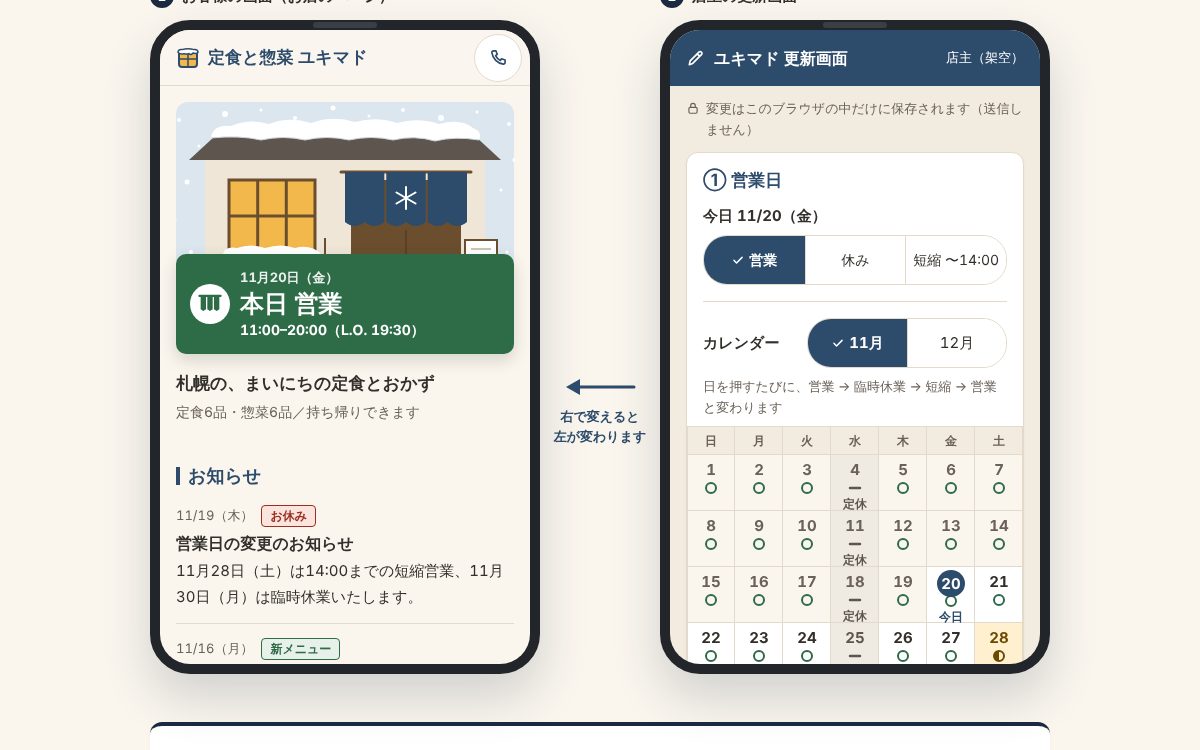 定食と惣菜 ユキマド
11月20日（金）
本日 営業
11:00–20:00（L.O. 19:30）
札幌の、まいにちの定食とおかず
定食6品・惣菜6品／持ち帰りできます
お知らせ
11/19（木） お休み
営業日の変更のお知らせ
11月28日（土）は14:00までの短縮営業、11月
30日（月）は臨時休業いたします。
11/16（月） 新メニュー
右で変えると
左が変わります
ユキマド 更新画面 店主（架空）
変更はこのブラウザの中だけに保存されます（送信し
ません）
① 営業日
今日 11/20（金）
営業 休み 短縮 〜14:00
カレンダー 11月 12月
日を押すたびに、営業 → 臨時休業 → 短縮 → 営業
と変わります
日 月 火 水 木 金 土
1 2 3 4 5 6 7
定休
8 9 10 11 12 13 14
定休
15 16 17 18 19 20 21
定休 今日
22 23 24 25 26 27 28